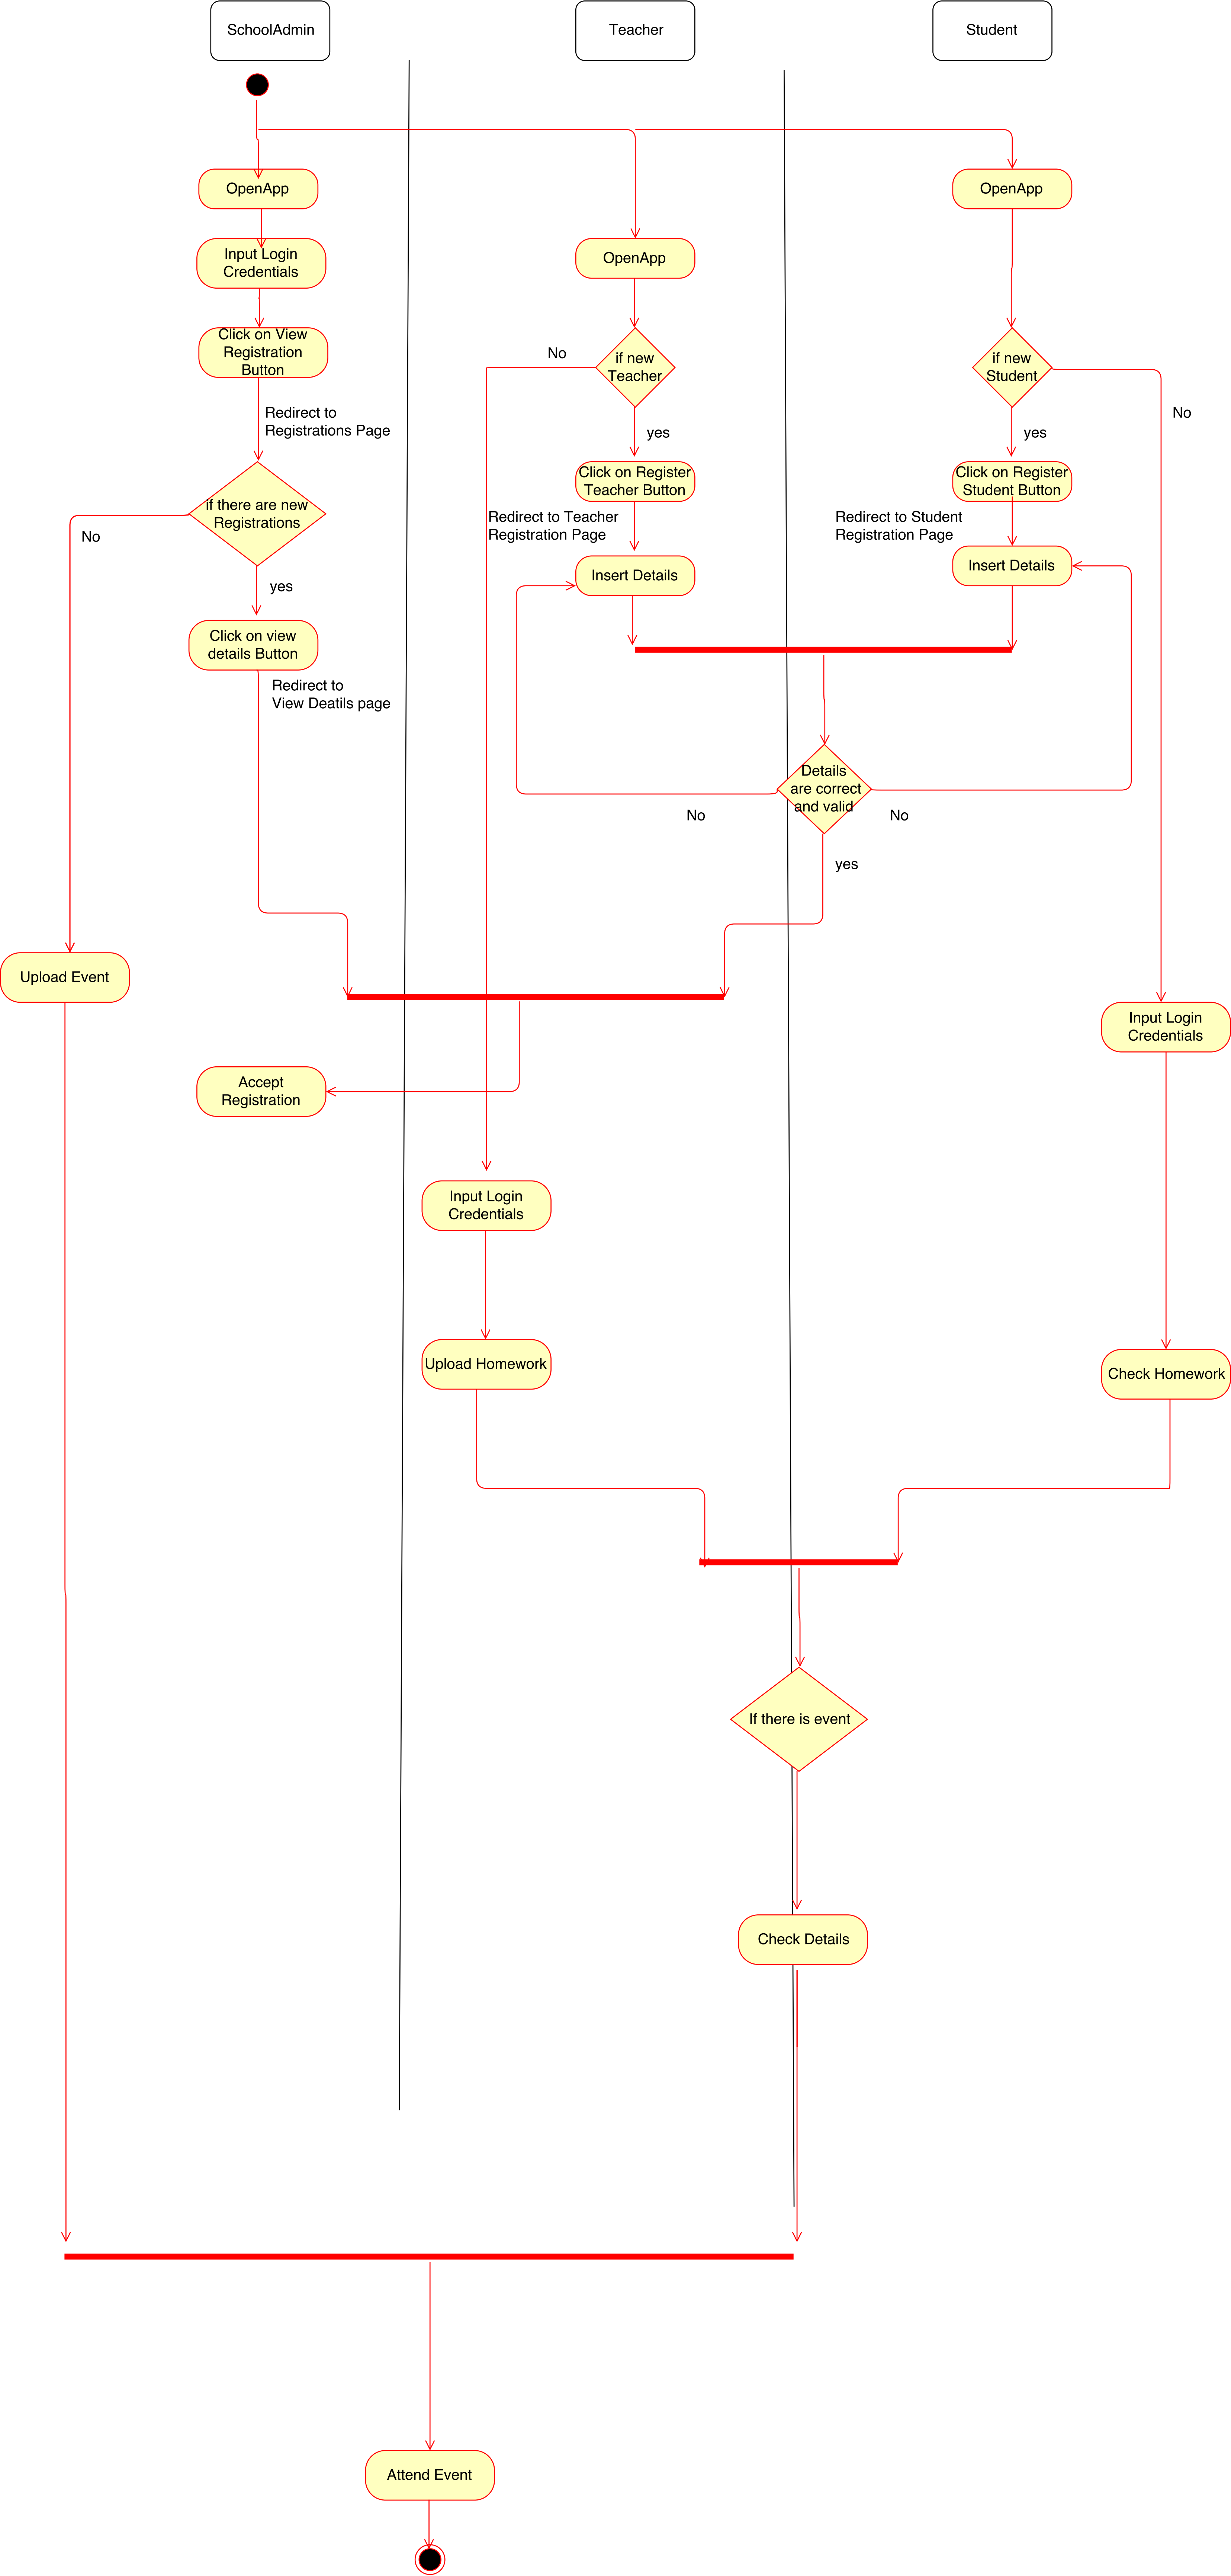 SchoolAdmin
Teacher
Student
OpenApp
OpenApp
Input Login
Credentials
OpenApp
Click on View
Registration
Button
No
if new
Teacher
if new
Student
No
Redirect to
Registrations Page
yes
yes
Click on Register
Teacher Button
Click on Register
Student Button
if there are new
Registrations
Redirect to Teacher
Registration Page
Redirect to Student
Registration Page
No
Insert Details
Insert Details
yes
Click on view
details Button
Redirect to
View Deatils page
Details
are correct
and valid
No
No
yes
Upload Event
Input Login
Credentials
Accept
Registration
Input Login
Credentials
Upload Homework
Check Homework
If there is event
Check Details
Attend Event